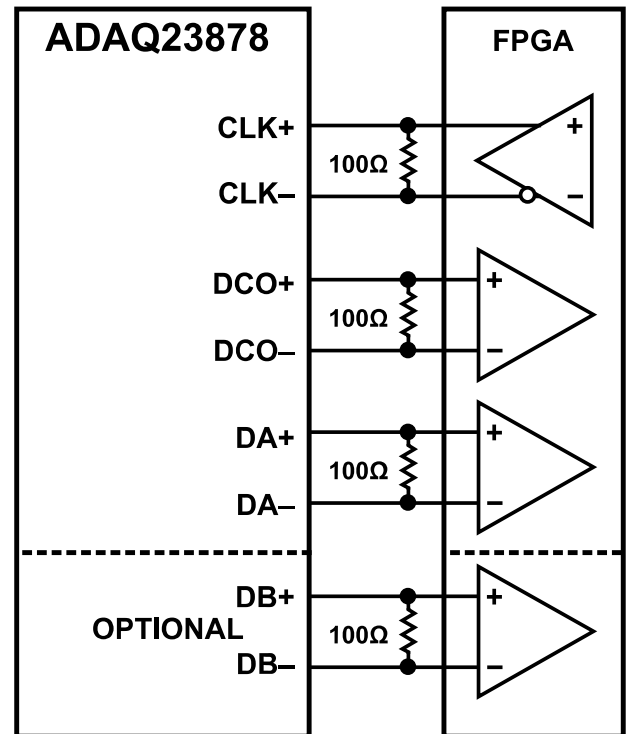 ADAQ23878
FPGA
CLK+
100Ω
+
CLK–
–
DCO+
100Ω
+
DCO–
–
DA+
100Ω
+
DA–
–
DB+
OPTIONAL
100Ω
+
DB–
–